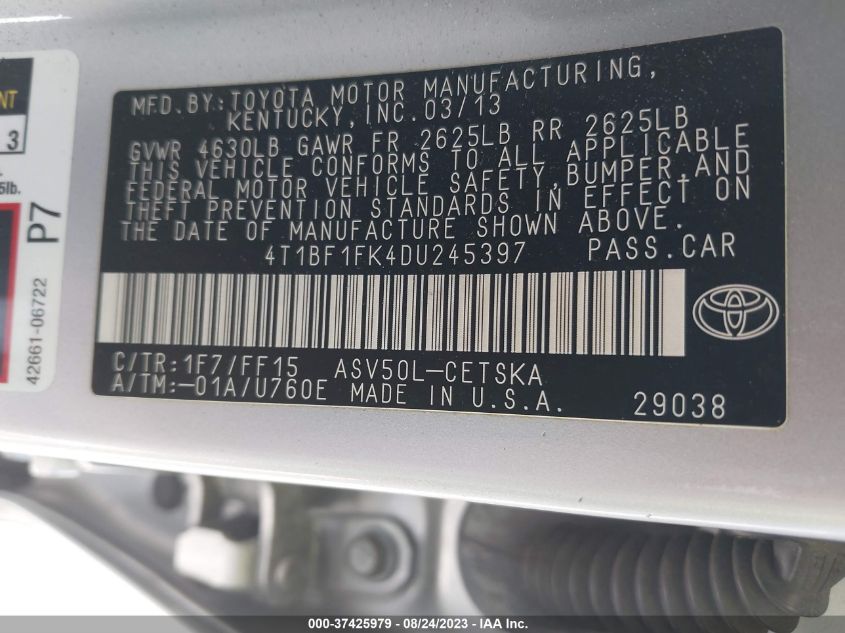 MFD. BY: TOYOTA MOTOR MANUFACTURING,
KENTUCKY, INC. 03/13
GVWR 4630LB GAWR FR 2625LB RR 2625LB
THIS VEHICLE CONFORMS TO ALL APPLICABLE
FEDERAL MOTOR VEHICLE SAFETY, BUMPER, AND
THEFT PREVENTION STANDARDS IN EFFECT ON
THE DATE OF MANUFACTURE SHOWN ABOVE.
4T1BF1FK4DU245397 PASS. CAR
C/TR: 1F7/FF15 ASV50L-CETSKA
A/TM: -01A/U760E MADE IN U.S.A. 29038
3
P7
42661-06722
000-37425979 - 08/24/2023 - IAA Inc.